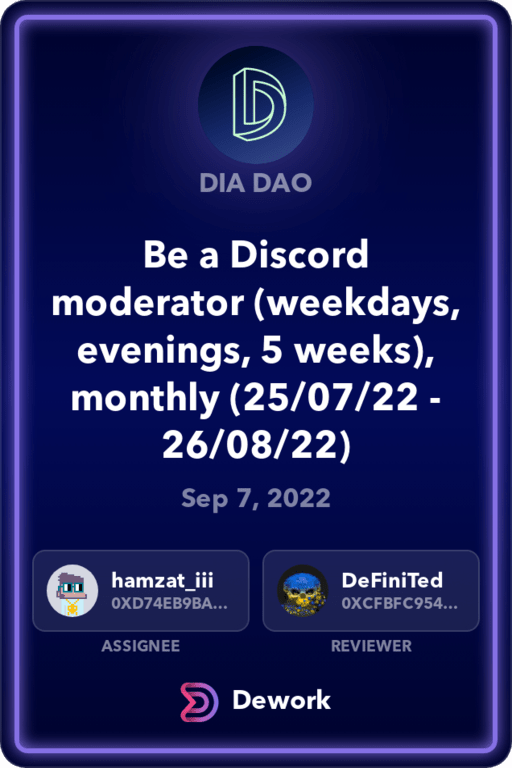 DIA DAO
Be a Discord
moderator (weekdays,
evenings, 5 weeks),
monthly (25/07/22 -
26/08/22)
Sep 7, 2022
hamzat_iii
0XD74EB9BA...
ASSIGNEE
DeFiniTed
0XCFBFC954...
REVIEWER
Dework